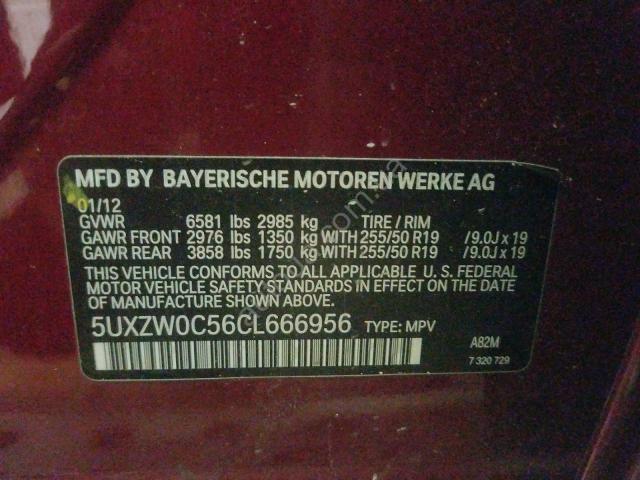 MFD BY BAYERISCHE MOTOREN WERKE AG
01/12
GVWR 6581 lbs 2985 kg TIRE / RIM
GAWR FRONT 2976 lbs 1350 kg WITH 255/50 R19 /9.0J x 19
GAWR REAR 3858 lbs 1750 kg WITH 255/50 R19 /9.0J x 19
THIS VEHICLE CONFORMS TO ALL APPLICABLE U. S. FEDERAL
MOTOR VEHICLE SAFETY STANDARDS IN EFFECT ON THE
DATE OF MANUFACTURE SHOWN ABOVE.
5UXZW0C56CL666956 TYPE: MPV
A82M
7 320 729